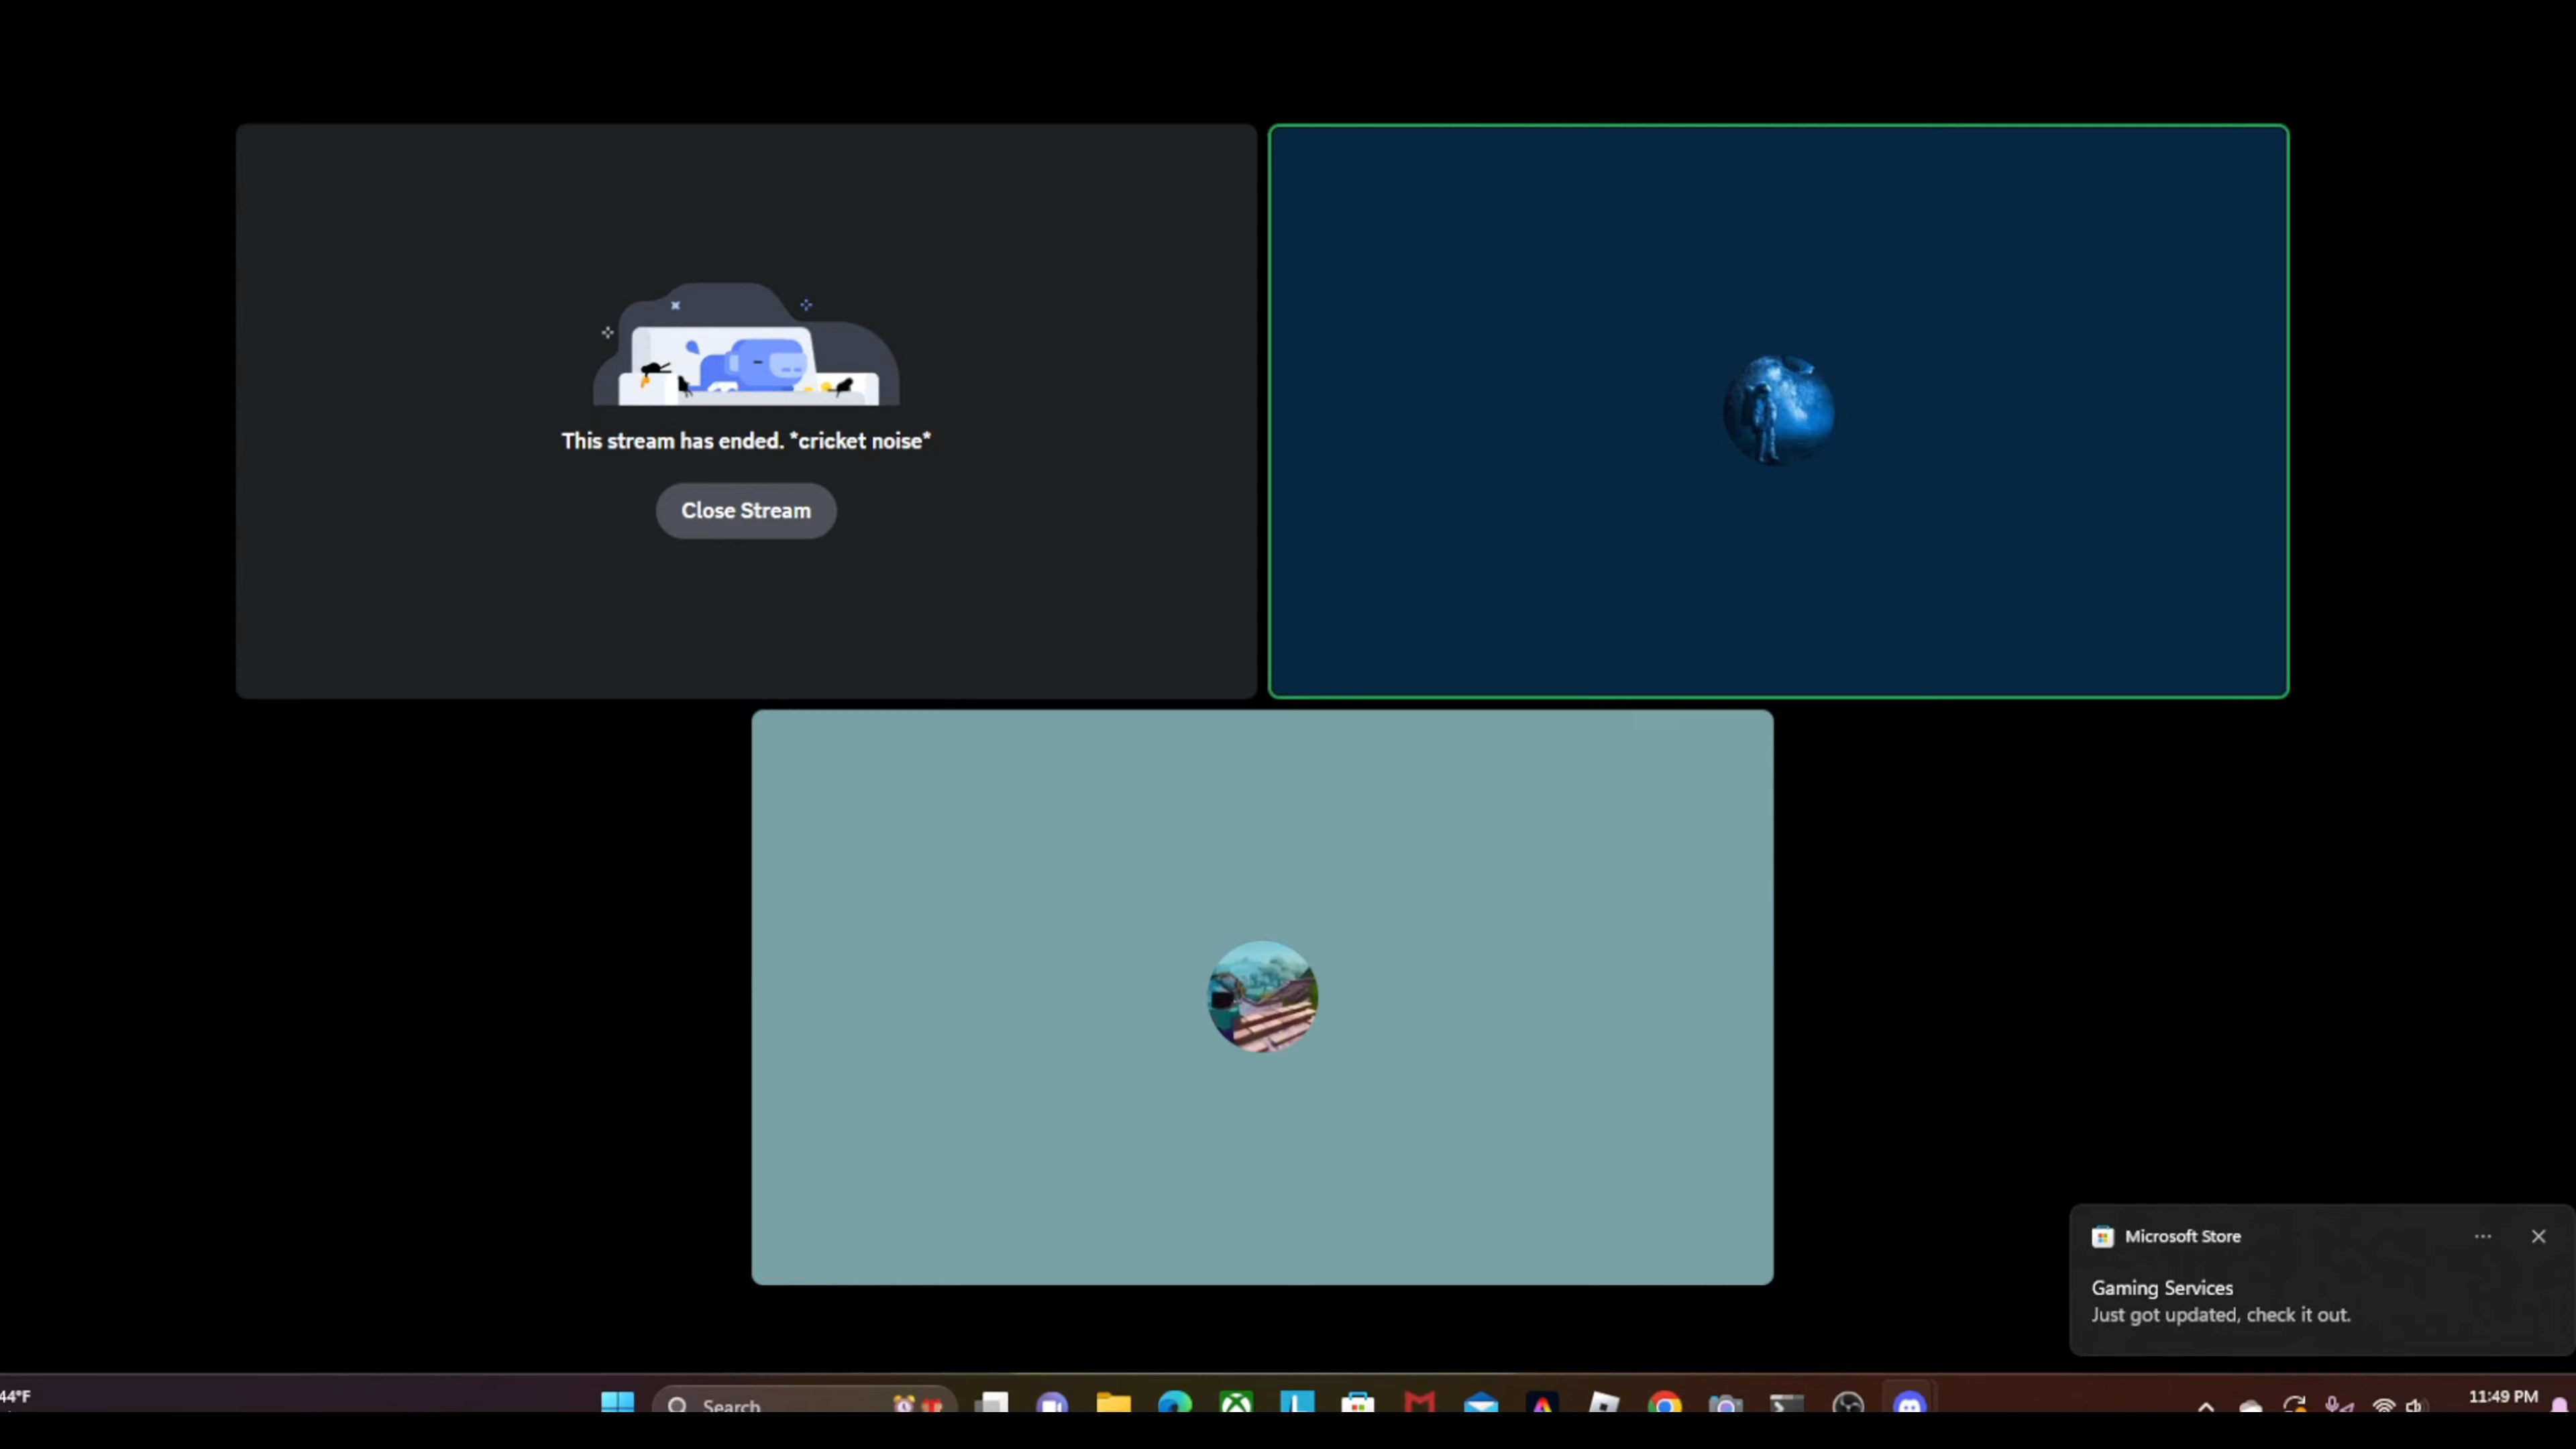 This stream has ended. *cricket noise*
Close Stream
Microsoft Store
Gaming Services
Just got updated, check it out.
44°F
Search
11:49 PM